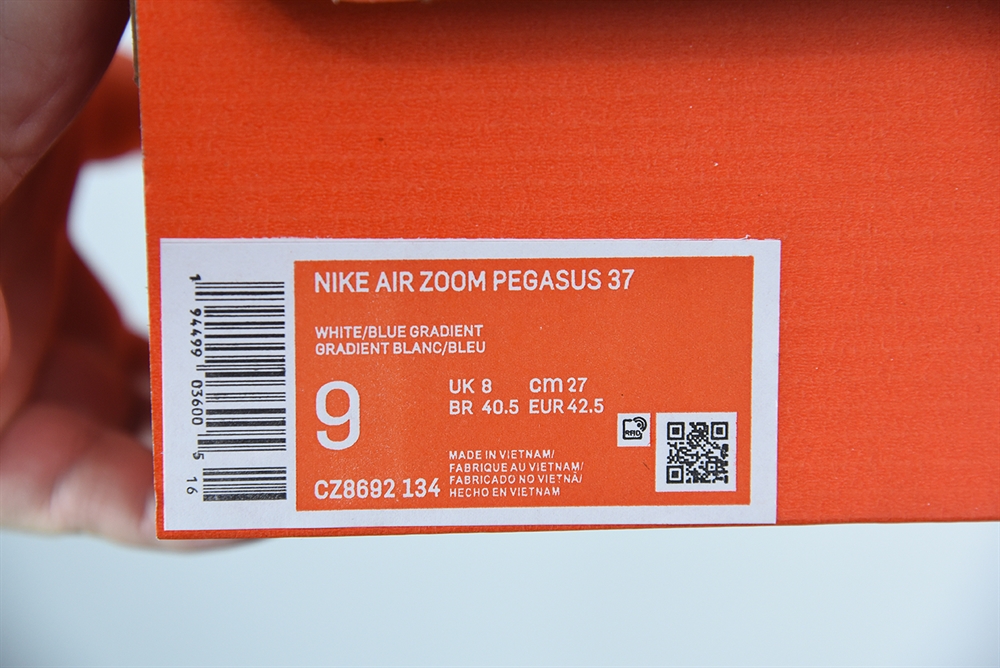 NIKE AIR ZOOM PEGASUS 37
WHITE/BLUE GRADIENT
GRADIENT BLANC/BLEU
9
UK 8 cm 27
BR 40.5 EUR 42.5
RFID
MADE IN VIETNAM/
FABRIQUE AU VIETNAM/
FABRICADO NO VIETNÃ/
HECHO EN VIETNAM
CZ8692 134
1 94499 03600 5
16